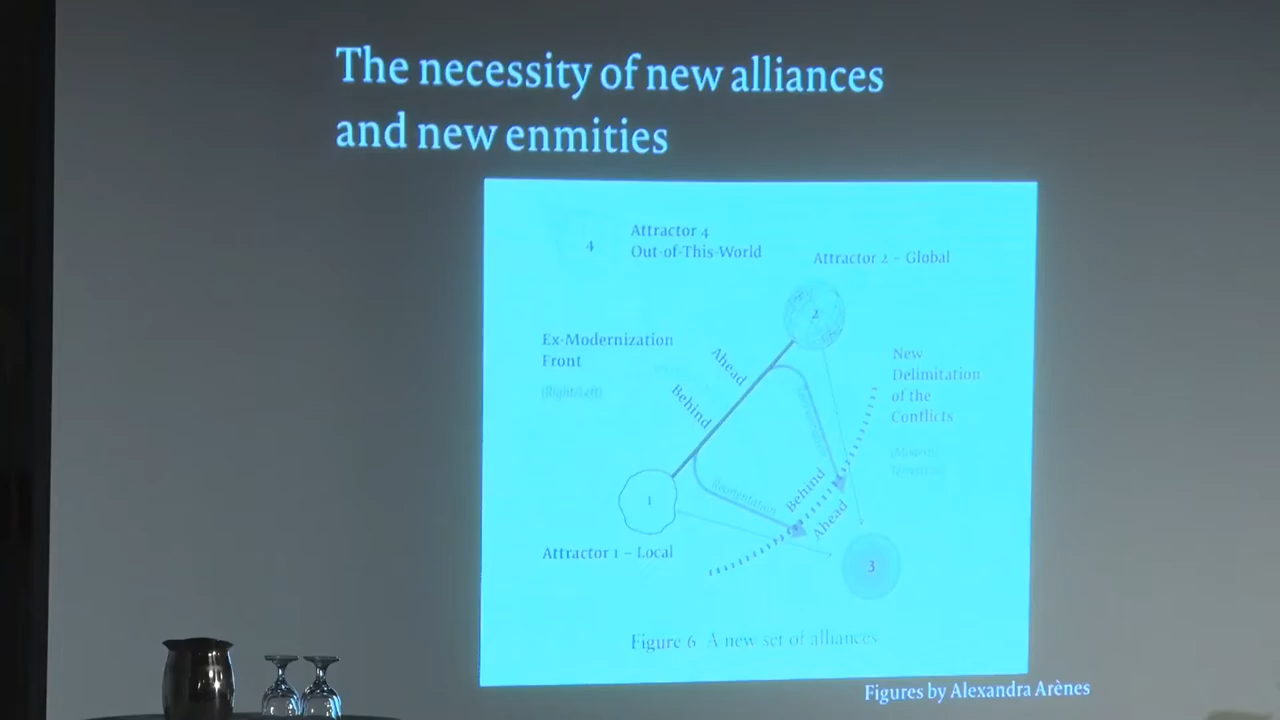 The necessity of new alliances
and new enmities
Attractor 4
Out-of-This-World
4
Attractor 2 – Global
2
Ex-Modernization
Front
(Right/Left)
Ahead
Behind
New
Delimitation
of the
Conflicts
Reorientation
Behind
Ahead
1
Attractor 1 – Local
3
Figure 6 A new set of alliances
Figures by Alexandra Arènes